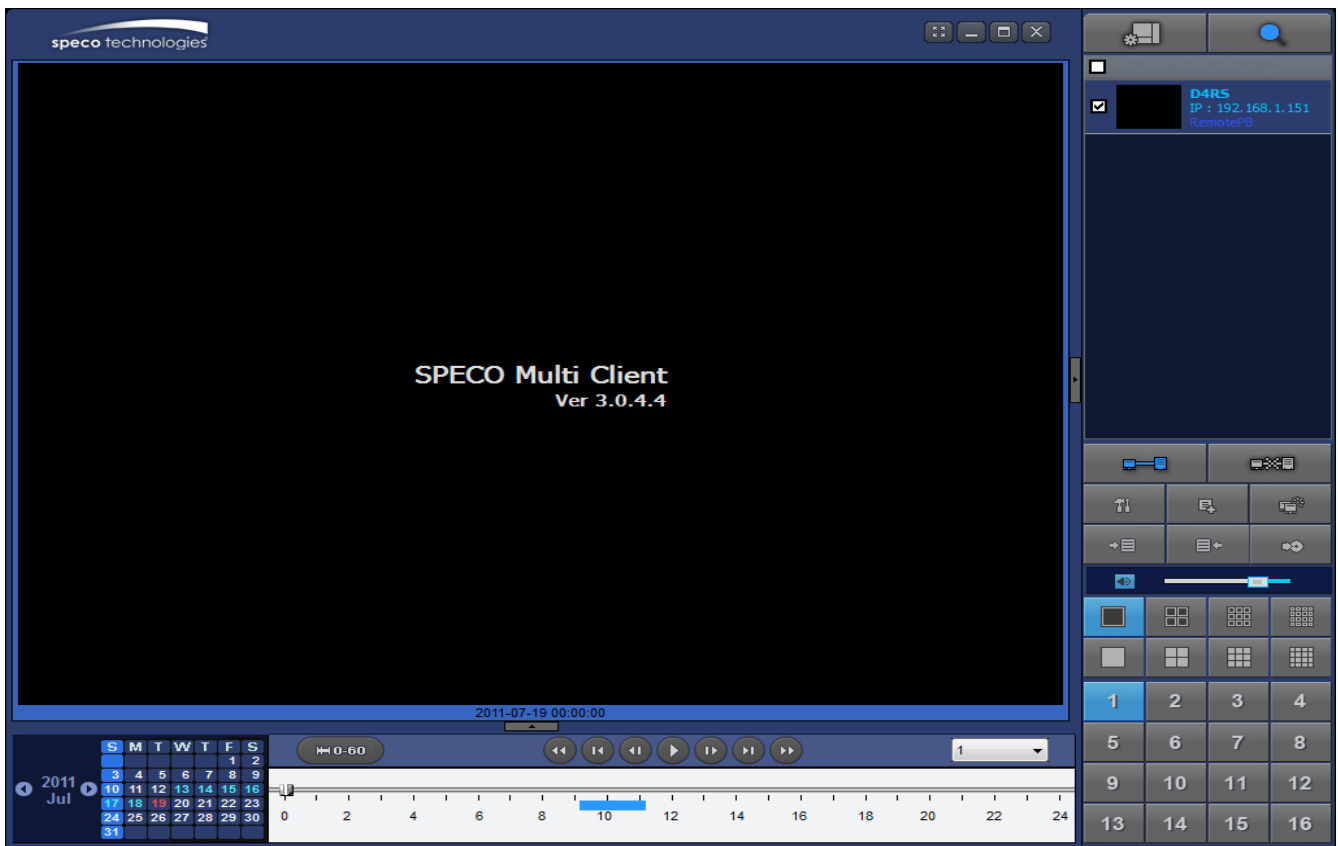 speco technologies
D4RS
IP : 192.168.1.151
RemotePB
SPECO Multi Client
Ver 3.0.4.4
2011-07-19 00:00:00
2011
Jul
S M T W T F S
1 2
3 4 5 6 7 8 9
10 11 12 13 14 15 16
17 18 19 20 21 22 23
24 25 26 27 28 29 30
31
0-60
1
0 2 4 6 8 10 12 14 16 18 20 22 24
1 2 3 4
5 6 7 8
9 10 11 12
13 14 15 16